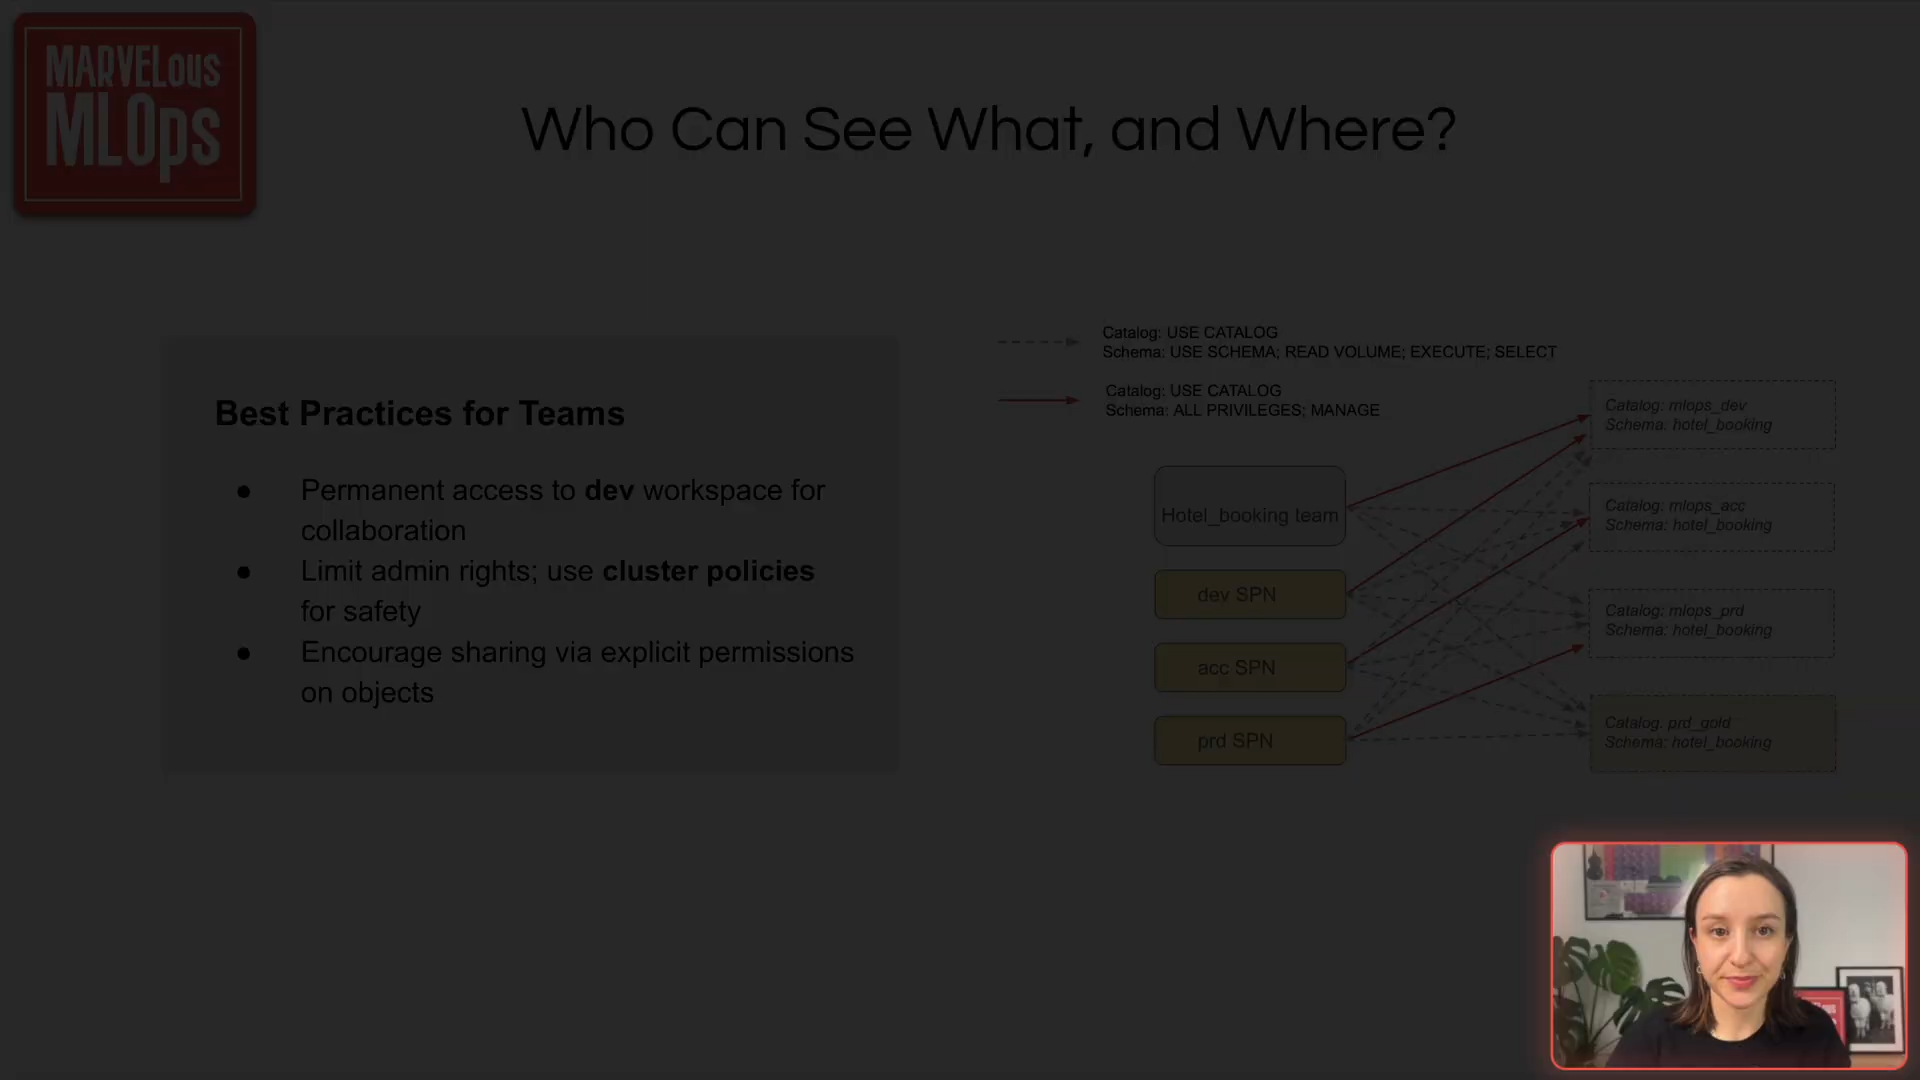 MARVELous
MLOps
Who Can See What, and Where?
Best Practices for Teams
● Permanent access to dev workspace for
collaboration
● Limit admin rights; use cluster policies
for safety
● Encourage sharing via explicit permissions
on objects
Catalog: USE CATALOG
Schema: USE SCHEMA; READ VOLUME; EXECUTE; SELECT
Catalog: USE CATALOG
Schema: ALL PRIVILEGES; MANAGE
Hotel_booking team
dev SPN
acc SPN
prd SPN
Catalog: mlops_dev
Schema: hotel_booking
Catalog: mlops_acc
Schema: hotel_booking
Catalog: mlops_prd
Schema: hotel_booking
Catalog: prd_gold
Schema: hotel_booking